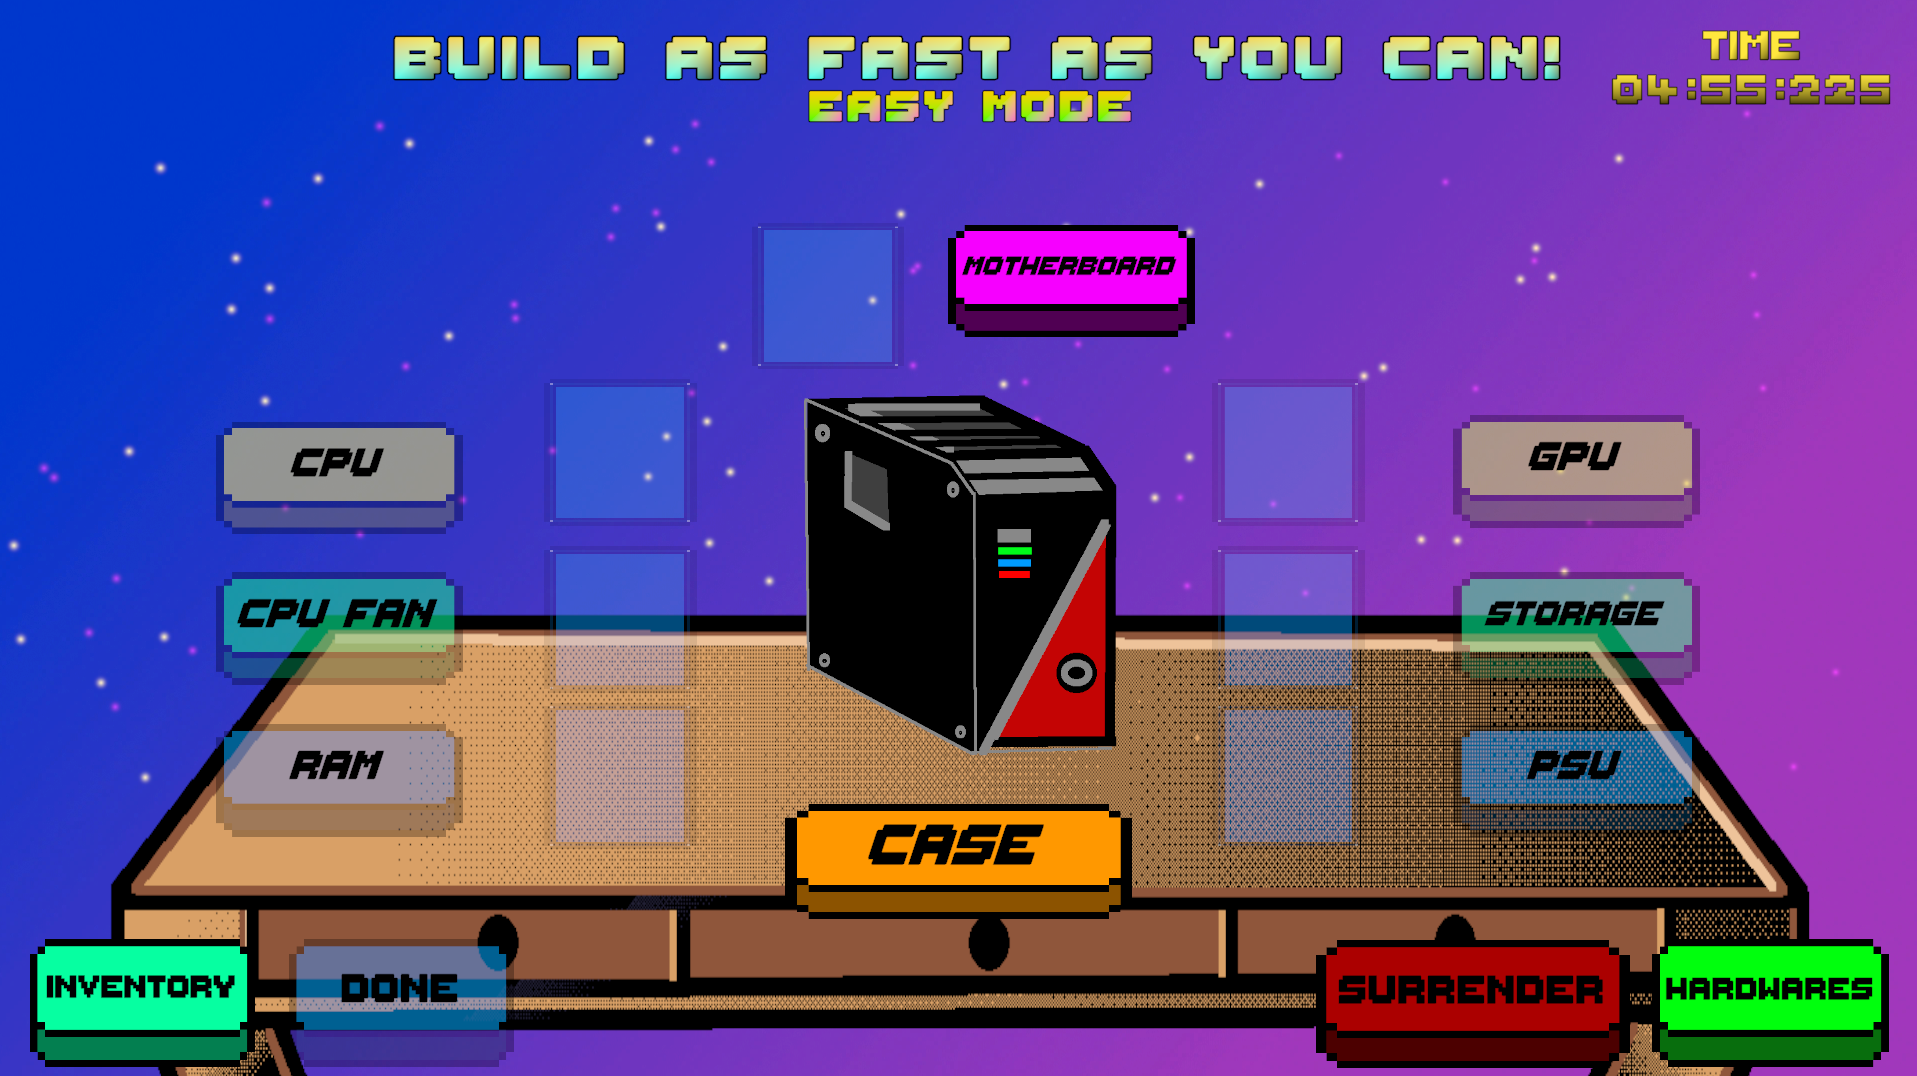 BUILD AS FAST AS YOU CAN!
EASY MODE
TIME
04:55:225
MOTHERBOARD
CPU
GPU
CPU FAN
STORAGE
RAM
PSU
CASE
INVENTORY
DONE
SURRENDER
HARDWARES